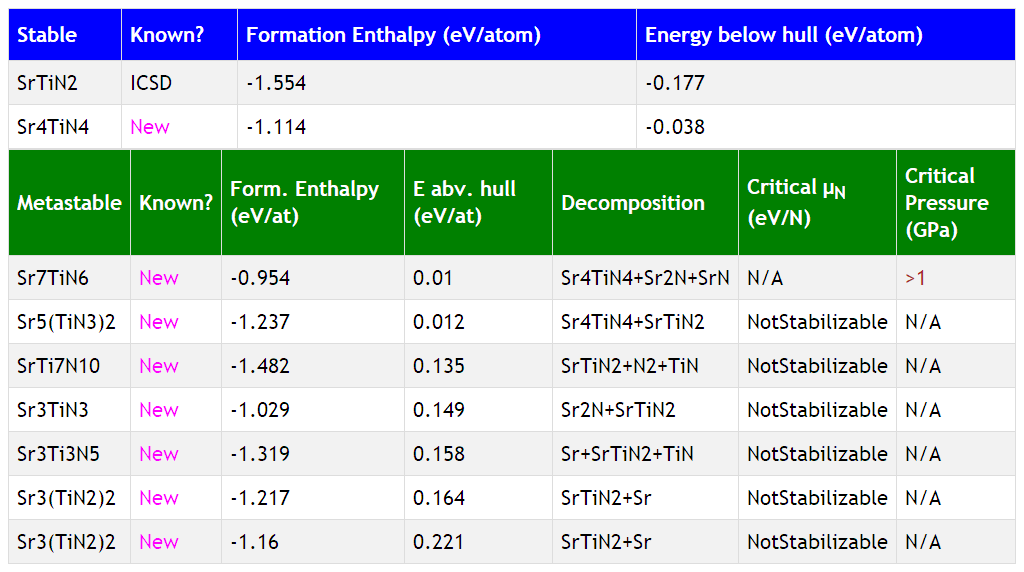 Stable Known? Formation Enthalpy (eV/atom) Energy below hull (eV/atom)
SrTiN2 ICSD -1.554 -0.177
Sr4TiN4 New -1.114 -0.038
Metastable Known? Form. Enthalpy (eV/at) E abv. hull (eV/at) Decomposition Critical μN (eV/N) Critical Pressure (GPa)
Sr7TiN6 New -0.954 0.01 Sr4TiN4+Sr2N+SrN N/A >1
Sr5(TiN3)2 New -1.237 0.012 Sr4TiN4+SrTiN2 NotStabilizable N/A
SrTi7N10 New -1.482 0.135 SrTiN2+N2+TiN NotStabilizable N/A
Sr3TiN3 New -1.029 0.149 Sr2N+SrTiN2 NotStabilizable N/A
Sr3Ti3N5 New -1.319 0.158 Sr+SrTiN2+TiN NotStabilizable N/A
Sr3(TiN2)2 New -1.217 0.164 SrTiN2+Sr NotStabilizable N/A
Sr3(TiN2)2 New -1.16 0.221 SrTiN2+Sr NotStabilizable N/A